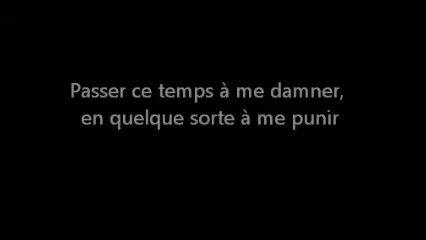 Passer ce temps à me damner,
en quelque sorte à me punir